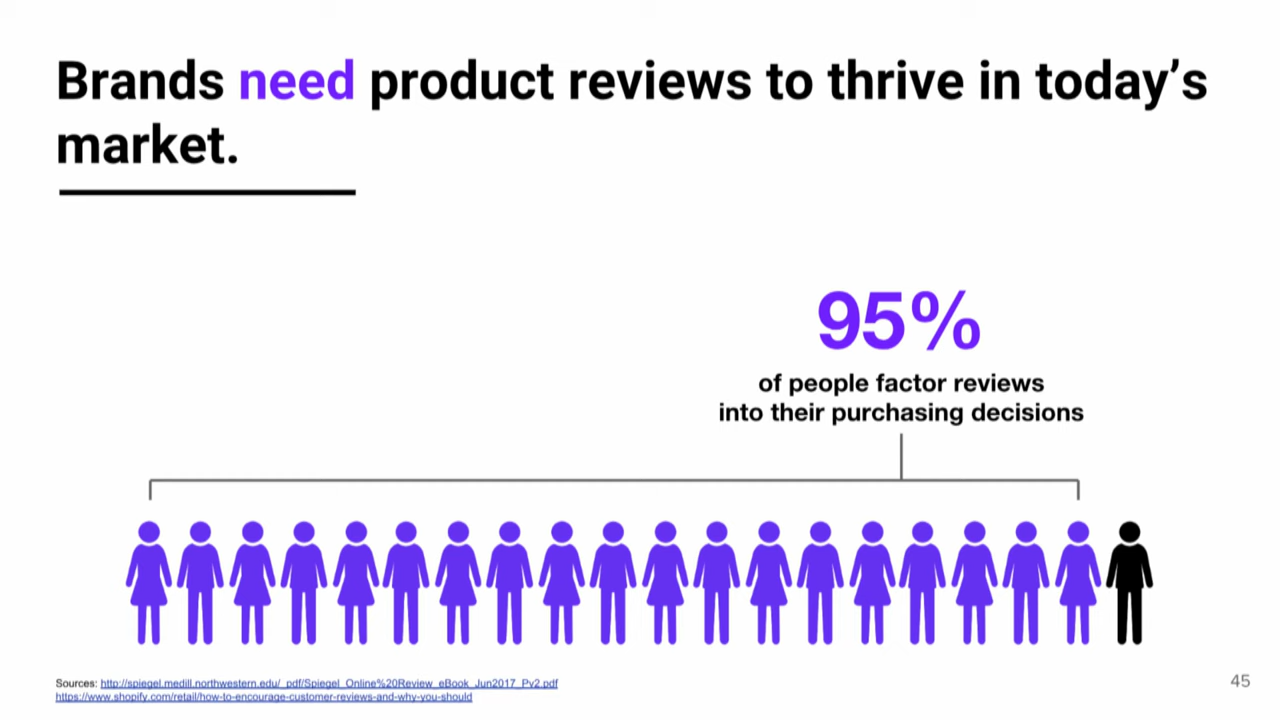 Brands need product reviews to thrive in today’s
market.
95%
of people factor reviews
into their purchasing decisions
Sources: http://spiegel.medill.northwestern.edu/_pdf/Spiegel_Online%20Review_eBook_Jun2017_Pv2.pdf
https://www.shopify.com/retail/how-to-encourage-customer-reviews-and-why-you-should
45